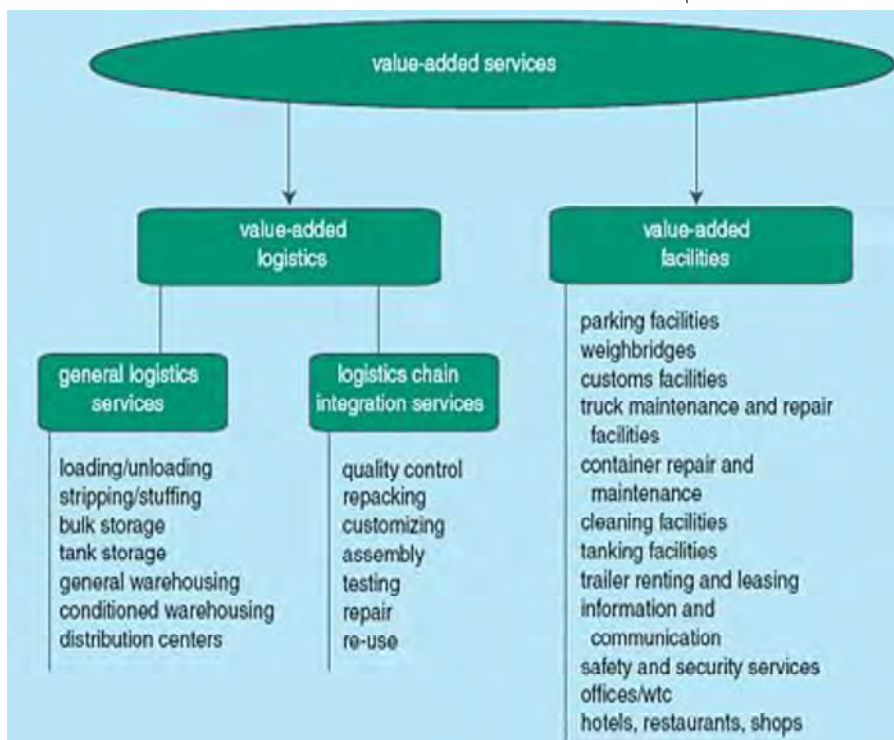 value-added services
value-added
logistics
value-added
facilities
general logistics
services
logistics chain
integration services
loading/unloading
stripping/stuffing
bulk storage
tank storage
general warehousing
conditioned warehousing
distribution centers
quality control
repacking
customizing
assembly
testing
repair
re-use
parking facilities
weighbridges
customs facilities
truck maintenance and repair
facilities
container repair and
maintenance
cleaning facilities
tanking facilities
trailer renting and leasing
information and
communication
safety and security services
offices/wtc
hotels, restaurants, shops